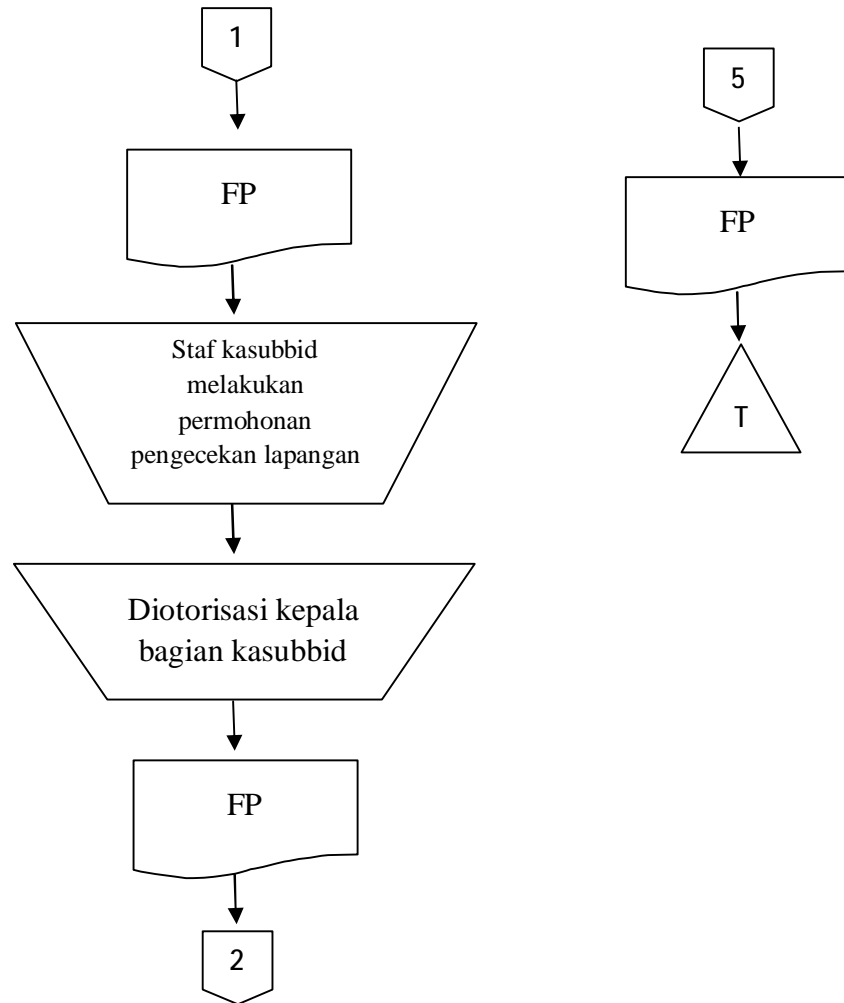 1
FP
Staf kasubbid
melakukan
permohonan
pengecekan lapangan
Diotorisasi kepala
bagian kasubbid
FP
2
5
FP
T